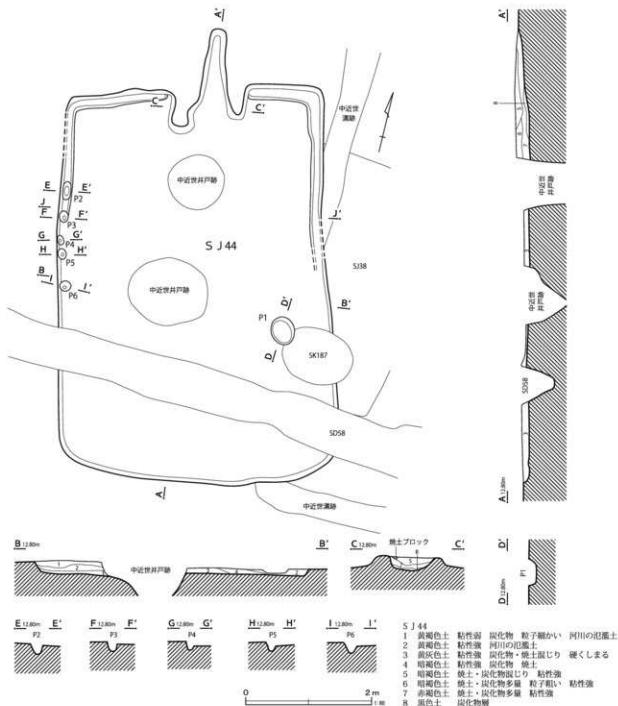 A'
A'
中近世
溝跡
C
C'
中近世井戸跡
E
E'
P2
J
F
F'
P3
J'
中近世
井戸跡
G
G'
P4
S J 44
H
H'
P5
SJ38
B
I
I'
P6
中近世井戸跡
D'
B'
P1
中近世
井戸跡
SK187
D
SD58
SD58
3
A
中近世溝跡
A 12.80m
B 12.80m
B'
C 12.80m
焼土ブロック
C'
D'
中近世井戸跡
P1
D 12.80m
E 12.80m E'
F 12.80m F'
G 12.80m G'
H 12.80m H'
I 12.80m I'
P2
P3
P4
P5
P6
S J 44
1 黄褐色土 粘性弱 炭化物 粒子細かい 河川の氾濫土
2 黄褐色土 粘性強 河川の氾濫土
3 黄灰色土 粘性強 炭化物・焼土混じり 硬くしまる
4 暗褐色土 粘性強 炭化物 焼土
5 暗褐色土 焼土・炭化物混じり 粘性強
6 暗褐色土 焼土・炭化物多量 粒子粗い 粘性強
7 赤褐色土 焼土・炭化物多量 粘性強
8 黒色土 炭化物層
0 2 m